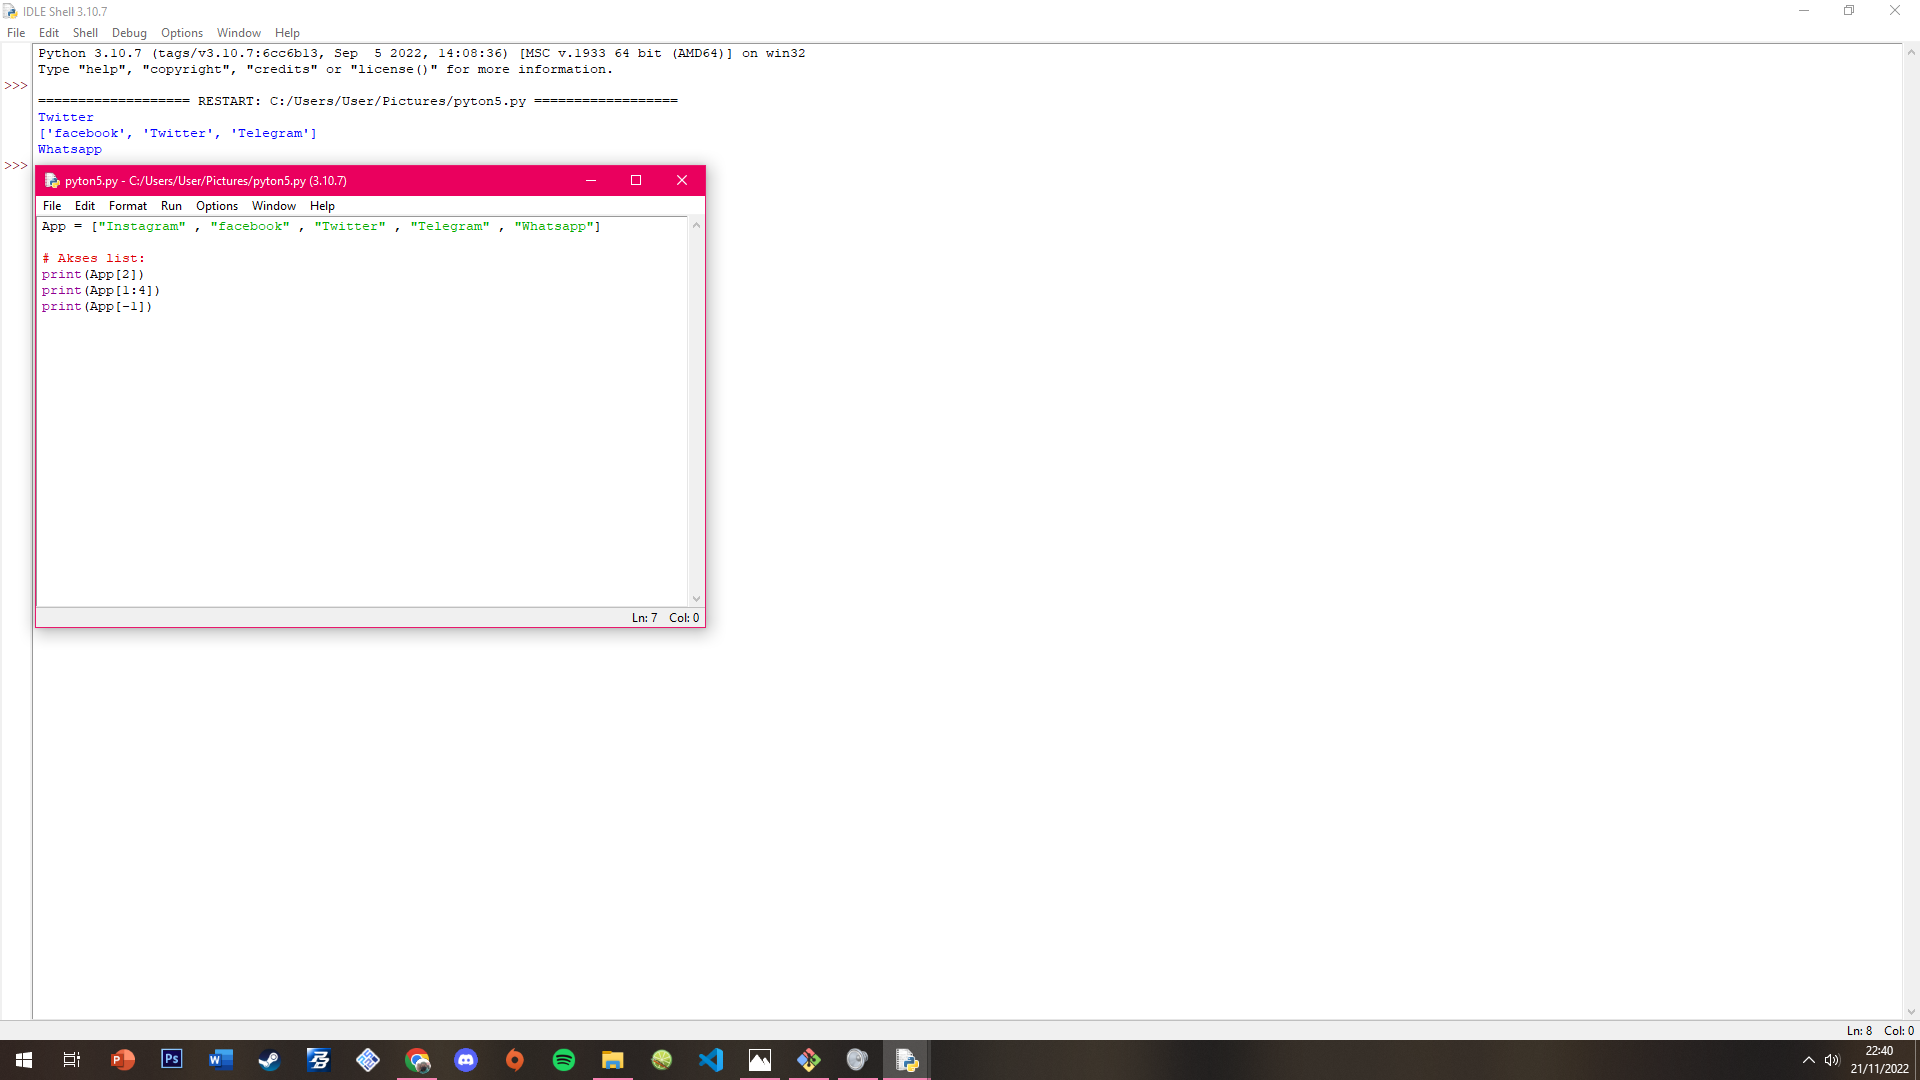 IDLE Shell 3.10.7
File Edit Shell Debug Options Window Help
Python 3.10.7 (tags/v3.10.7:6cc6b13, Sep  5 2022, 14:08:36) [MSC v.1933 64 bit (AMD64)] on win32
Type "help", "copyright", "credits" or "license()" for more information.
>>>
=================== RESTART: C:/Users/User/Pictures/pyton5.py ==================
Twitter
['facebook', 'Twitter', 'Telegram']
Whatsapp
>>>
pyton5.py - C:/Users/User/Pictures/pyton5.py (3.10.7)
File Edit Format Run Options Window Help
App = ["Instagram" , "facebook" , "Twitter" , "Telegram" , "Whatsapp"]
# Akses list:
print(App[2])
print(App[1:4])
print(App[-1])
Ln: 7 Col: 0
Ln: 8 Col: 0
P
Ps
W
22:40
21/11/2022